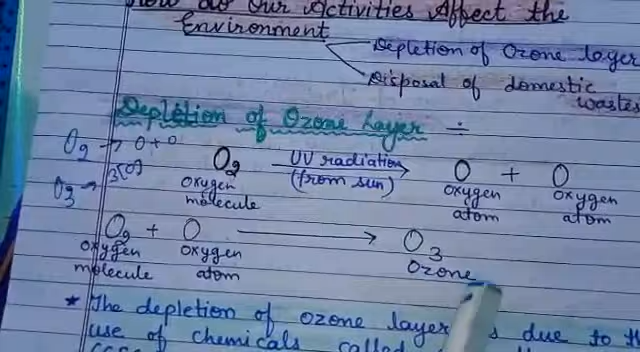 How do Our Activities Affect the
Environment
Depletion of Ozone layer
Disposal of domestic
wastes
Depletion of Ozone Layer :-
O2 → O + O
O2 UV radiation (from sun) → O + O
oxygen molecule oxygen atom oxygen atom
O3 → 3(O)
O2 + O → O3
oxygen molecule oxygen atom Ozone
* The depletion of ozone layer is due to the
use of chemicals called